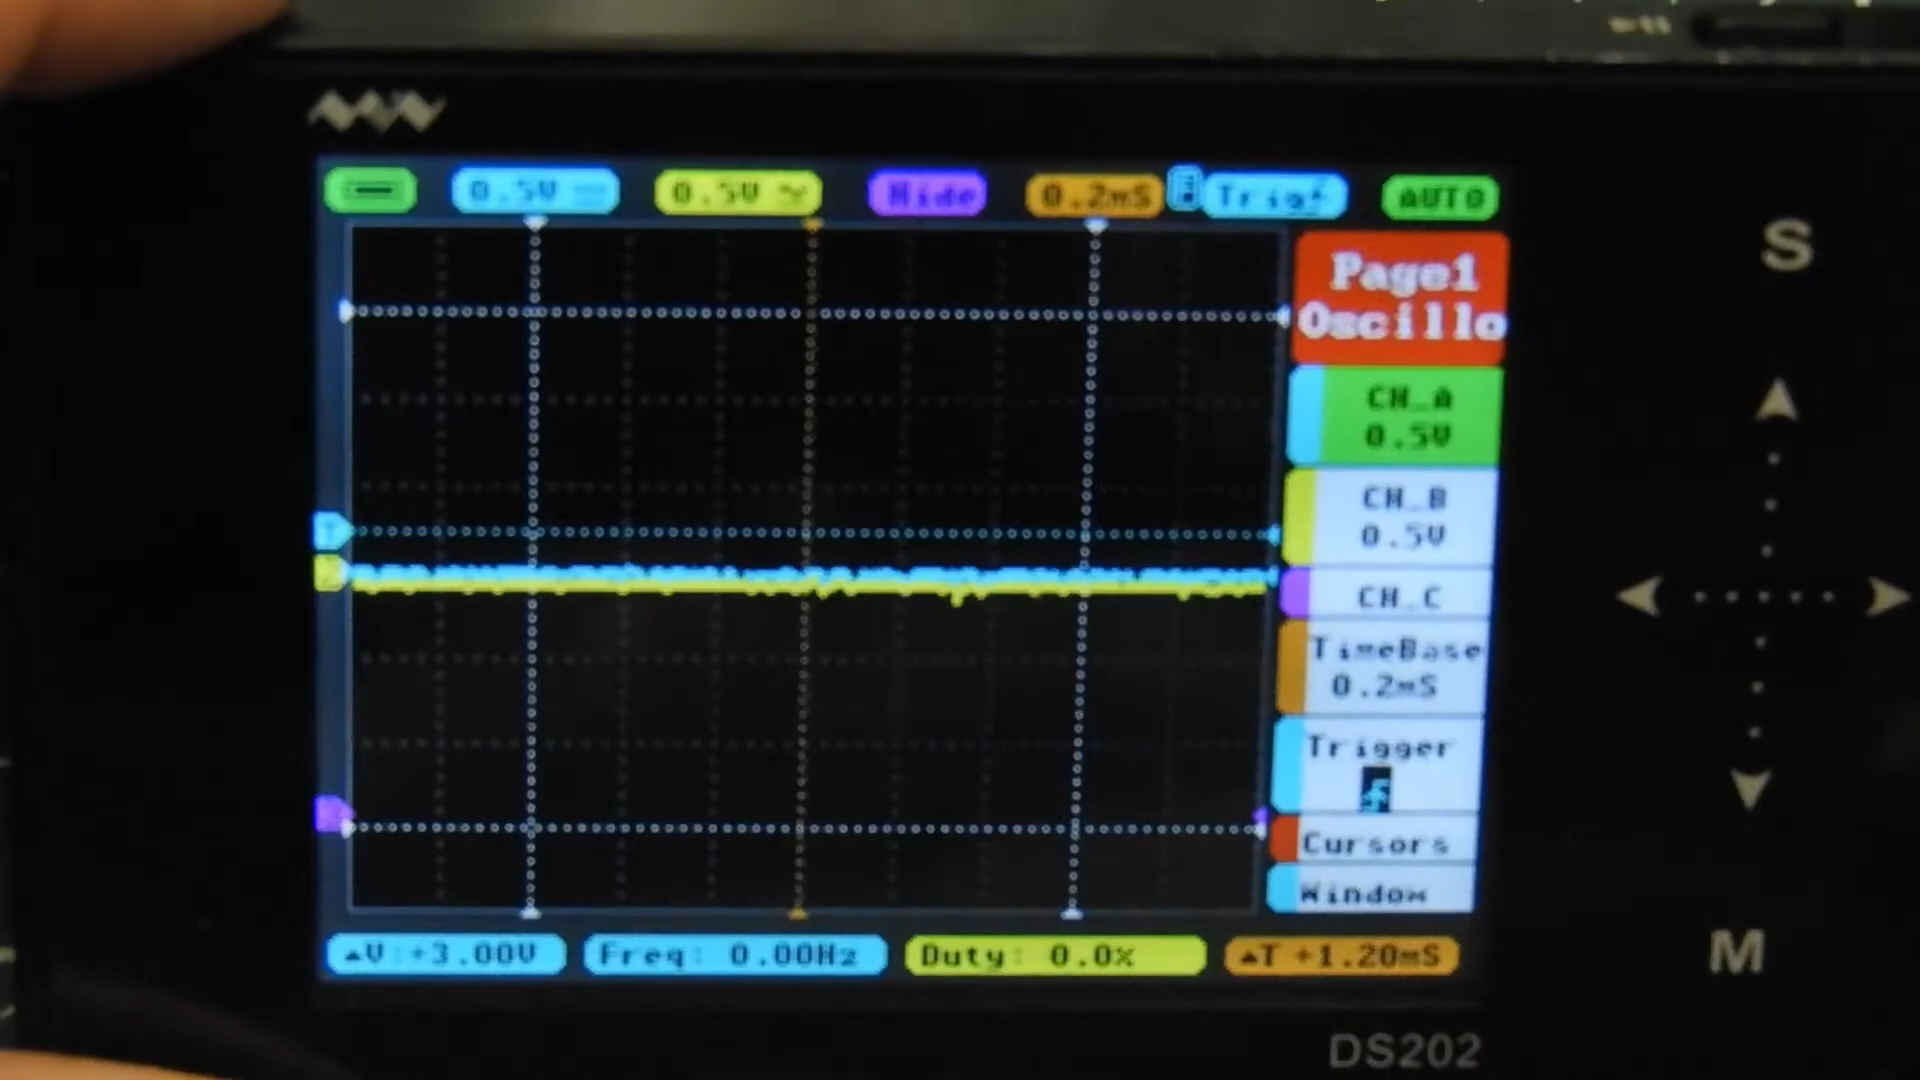 0.5V
0.5V
Hide
0.2mS
Trig
AUTO
Page1
Oscillo
CH_A
0.5V
CH_B
0.5V
CH_C
TimeBase
0.2mS
Trigger
Cursors
Window
T
▲V:+3.00V
Freq: 0.00Hz
Duty: 0.0%
▲T +1.20mS
S
M
DS202